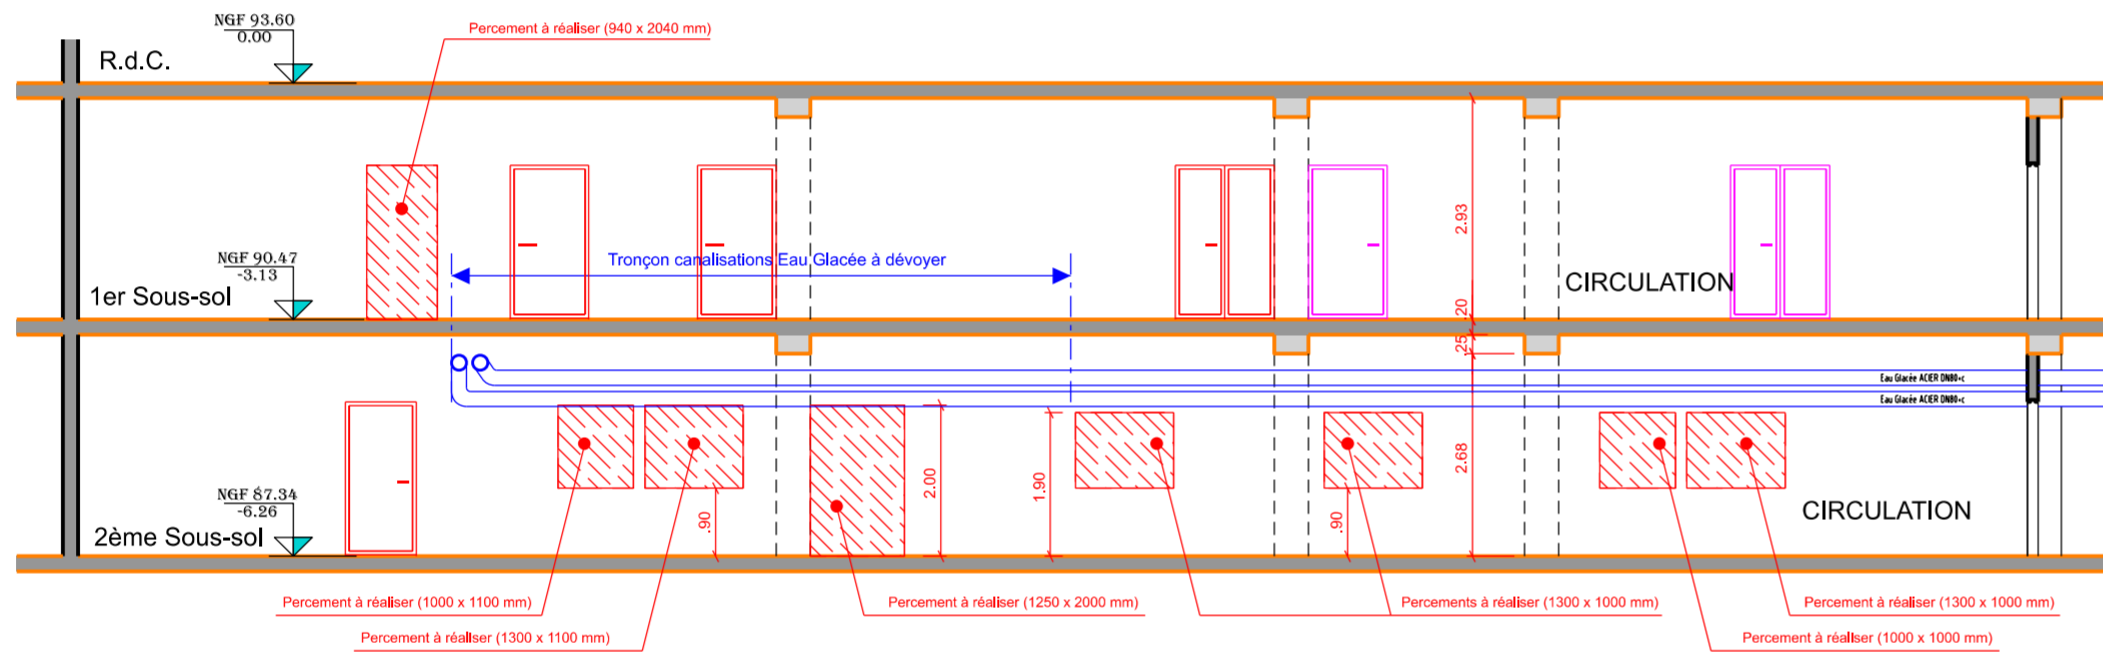 NGF 93.60
0.00
Percement à réaliser (940 x 2040 mm)
R.d.C.
2.93
NGF 90.47
-3.13
Tronçon canalisations Eau Glacée à dévoyer
CIRCULATION
1er Sous-sol
.20
.25
Eau Glacée ACIER DN80+c
Eau Glacée ACIER DN80+c
2.68
2.00
1.90
NGF 87.34
-6.26
.90
.90
CIRCULATION
2ème Sous-sol
Percement à réaliser (1000 x 1100 mm)
Percement à réaliser (1250 x 2000 mm)
Percements à réaliser (1300 x 1000 mm)
Percement à réaliser (1300 x 1000 mm)
Percement à réaliser (1300 x 1100 mm)
Percement à réaliser (1000 x 1000 mm)